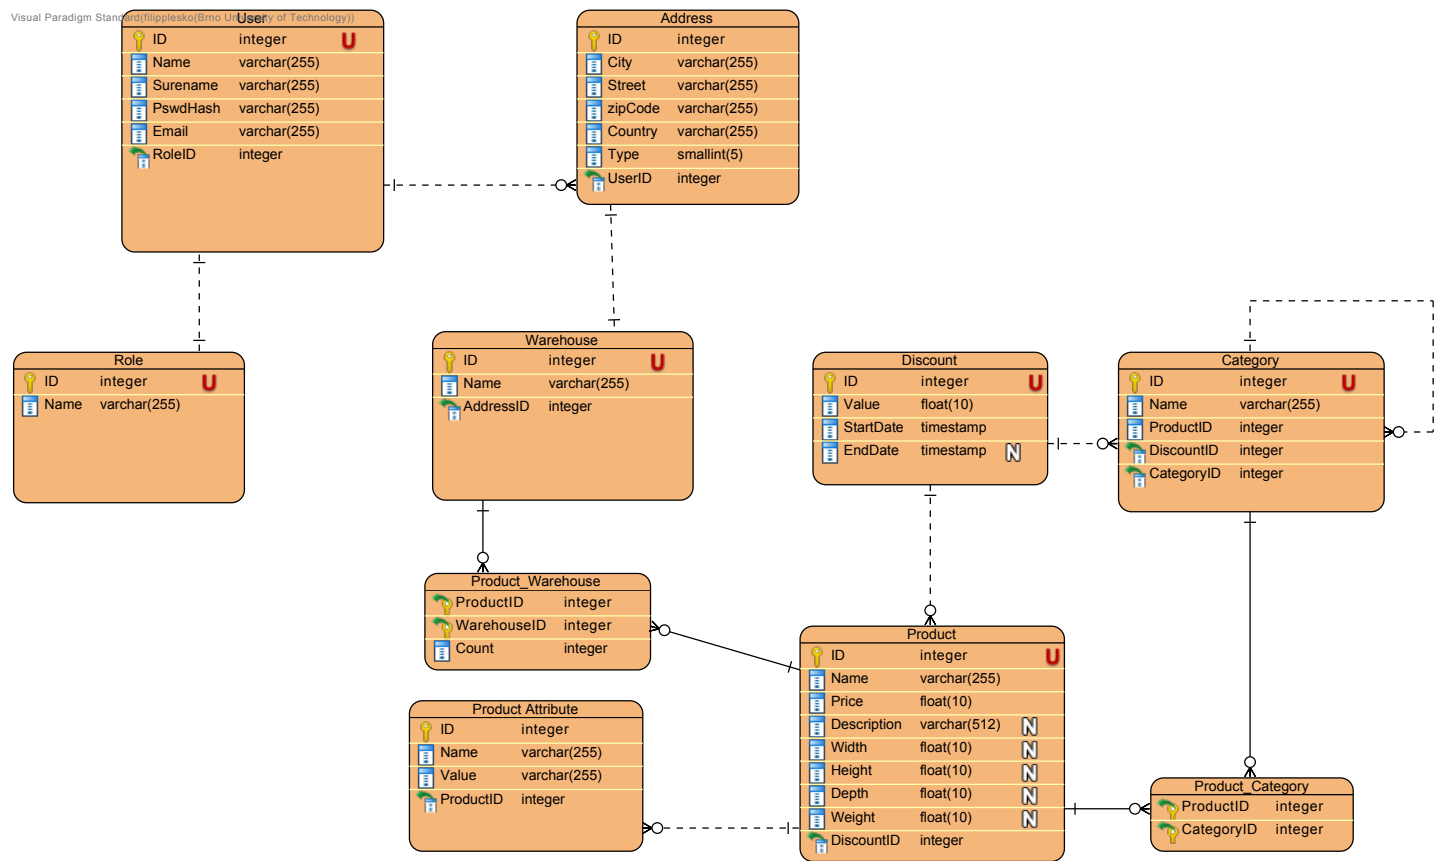 Visual Paradigm Standard(filipplesko(Brno University of Technology))
User
ID integer U
Name varchar(255)
Surename varchar(255)
PswdHash varchar(255)
Email varchar(255)
RoleID integer
Address
ID integer
City varchar(255)
Street varchar(255)
zipCode varchar(255)
Country varchar(255)
Type smallint(5)
UserID integer
Role
ID integer U
Name varchar(255)
Warehouse
ID integer U
Name varchar(255)
AddressID integer
Discount
ID integer U
Value float(10)
StartDate timestamp
EndDate timestamp N
Category
ID integer U
Name varchar(255)
ProductID integer
DiscountID integer
CategoryID integer
Product_Warehouse
ProductID integer
WarehouseID integer
Count integer
Product Attribute
ID integer
Name varchar(255)
Value varchar(255)
ProductID integer
Product
ID integer U
Name varchar(255)
Price float(10)
Description varchar(512) N
Width float(10) N
Height float(10) N
Depth float(10) N
Weight float(10) N
DiscountID integer
Product_Category
ProductID integer
CategoryID integer